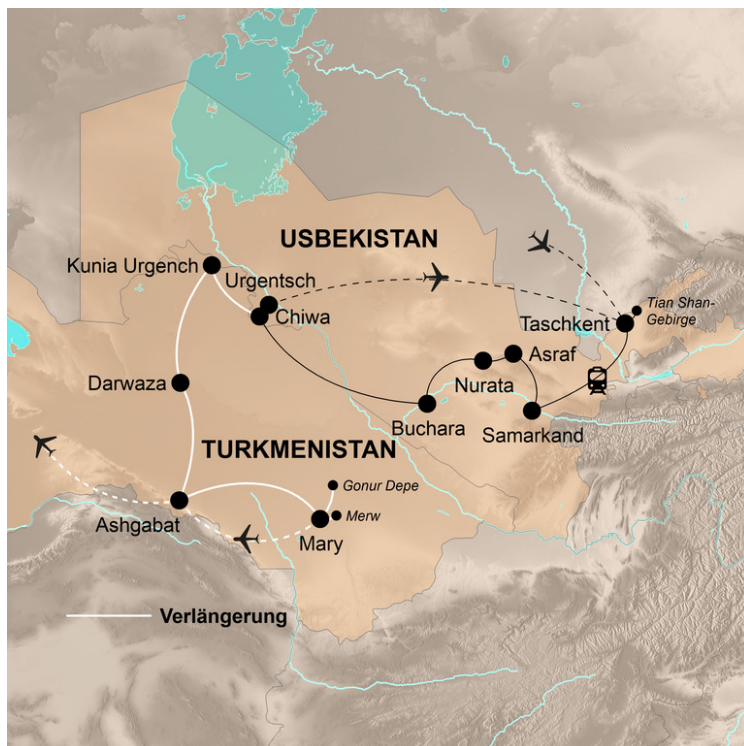 USBEKISTAN
Kunia Urgench
Urgentsch
Chiwa
Tian Shan-
Gebirge
Taschkent
Asraf
Nurata
Darwaza
Buchara
Samarkand
TURKMENISTAN
Gonur Depe
Ashgabat
Merw
Mary
Verlängerung